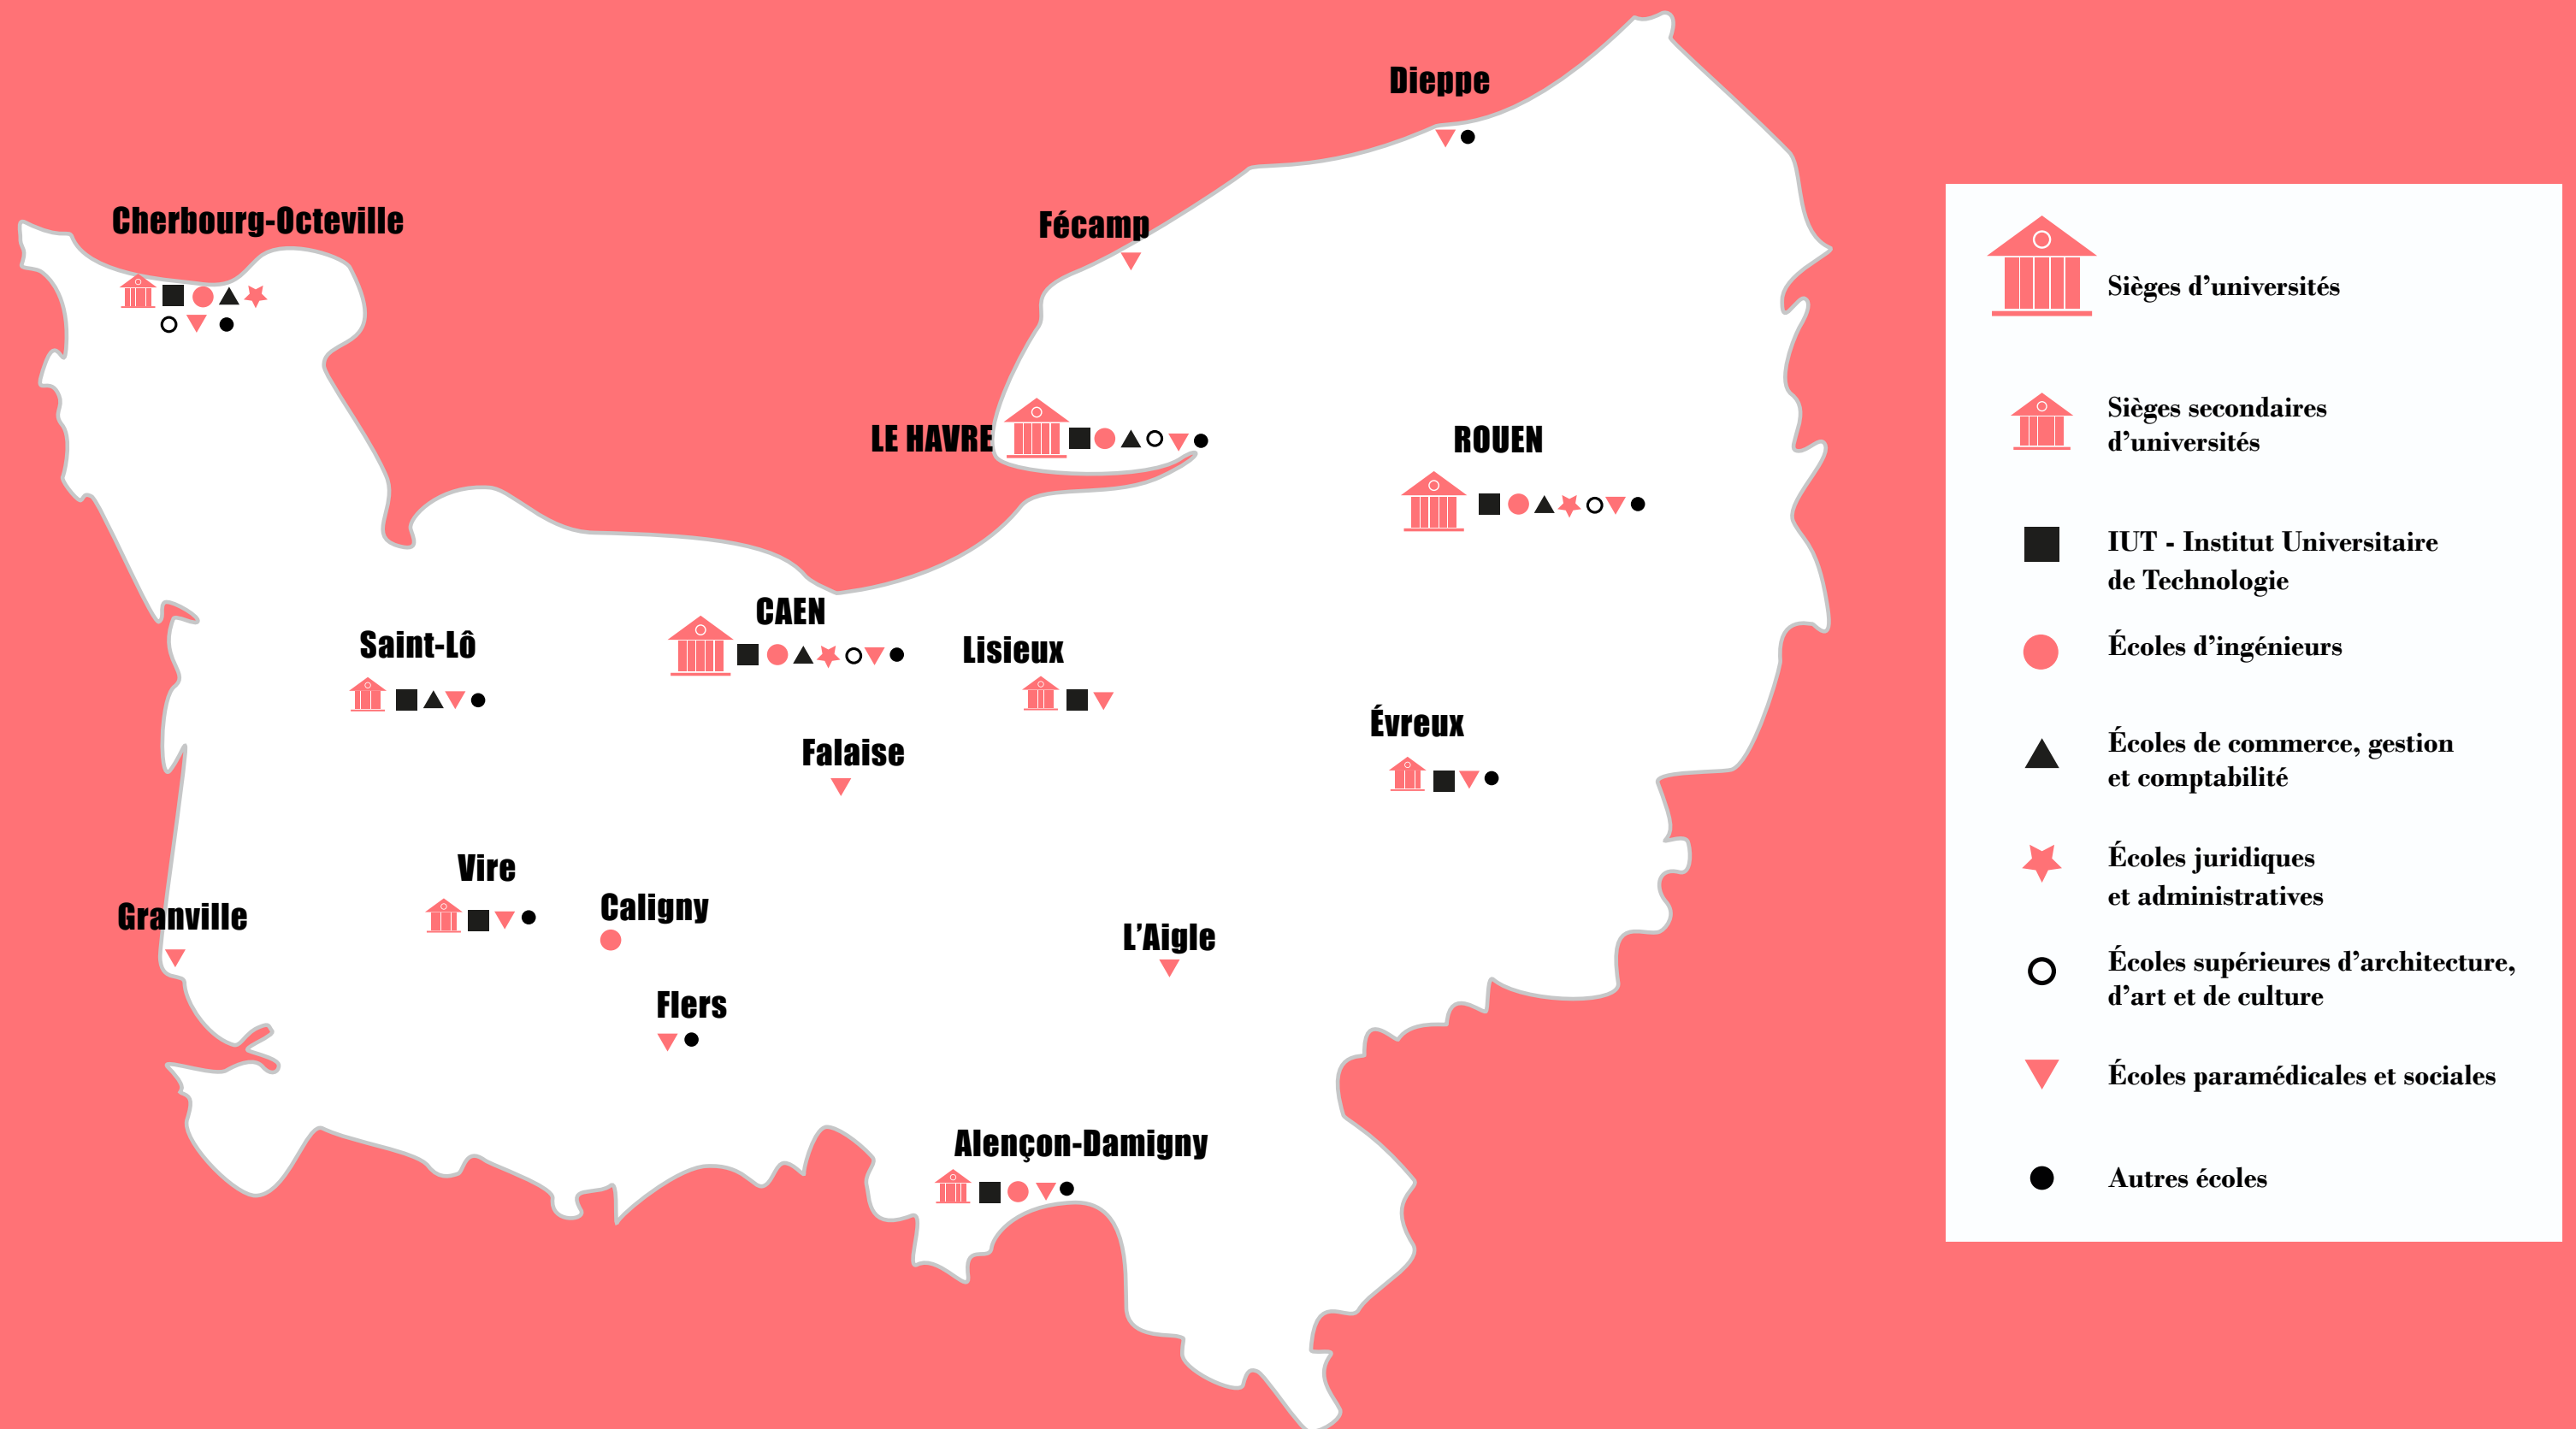 Dieppe
Cherbourg-Octeville
Fécamp
LE HAVRE
ROUEN
CAEN
Saint-Lô
Lisieux
Évreux
Falaise
Vire
Caligny
Granville
L’Aigle
Flers
Alençon-Damigny
Sièges d’universités
Sièges secondaires
d’universités
IUT - Institut Universitaire
de Technologie
Écoles d’ingénieurs
Écoles de commerce, gestion
et comptabilité
Écoles juridiques
et administratives
Écoles supérieures d’architecture,
d’art et de culture
Écoles paramédicales et sociales
Autres écoles